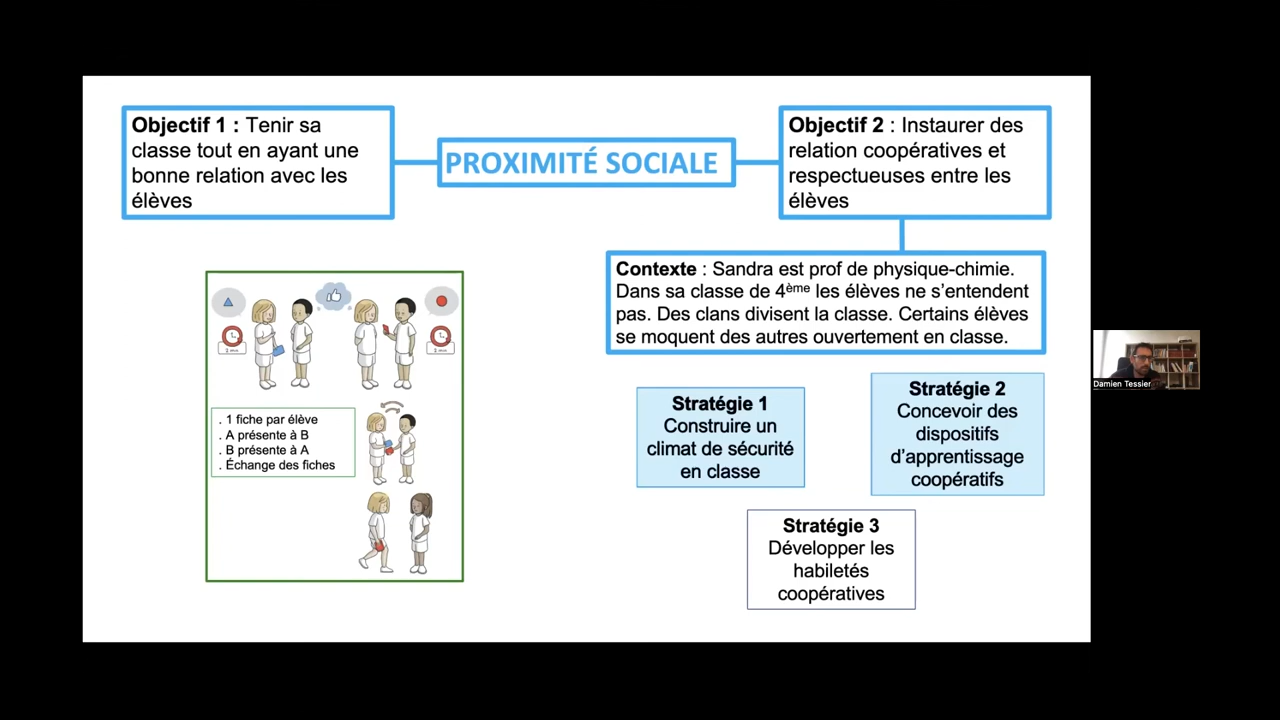 Objectif 1 : Tenir sa
classe tout en ayant une
bonne relation avec les
élèves
PROXIMITÉ SOCIALE
Objectif 2 : Instaurer des
relation coopératives et
respectueuses entre les
élèves
Contexte : Sandra est prof de physique-chimie.
Dans sa classe de 4ème les élèves ne s’entendent
pas. Des clans divisent la classe. Certains élèves
se moquent des autres ouvertement en classe.
. 1 fiche par élève
. A présente à B
. B présente à A
. Échange des fiches
Stratégie 1
Construire un
climat de sécurité
en classe
Stratégie 2
Concevoir des
dispositifs
d’apprentissage
coopératifs
Stratégie 3
Développer les
habiletés
coopératives
Damien Tessier